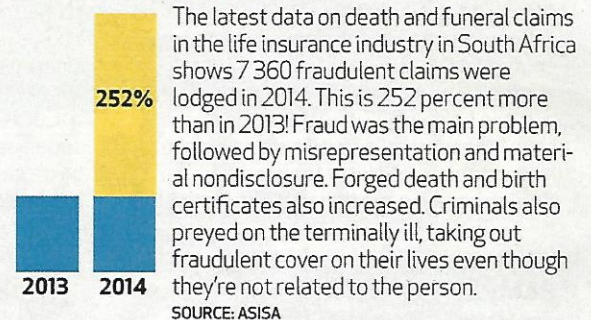 The latest data on death and funeral claims
in the life insurance industry in South Africa
shows 7 360 fraudulent claims were
lodged in 2014. This is 252 percent more
than in 2013! Fraud was the main problem,
followed by misrepresentation and materi-
al nondisclosure. Forged death and birth
certificates also increased. Criminals also
preyed on the terminally ill, taking out
fraudulent cover on their lives even though
they're not related to the person.
SOURCE: ASISA
252%
2013 2014